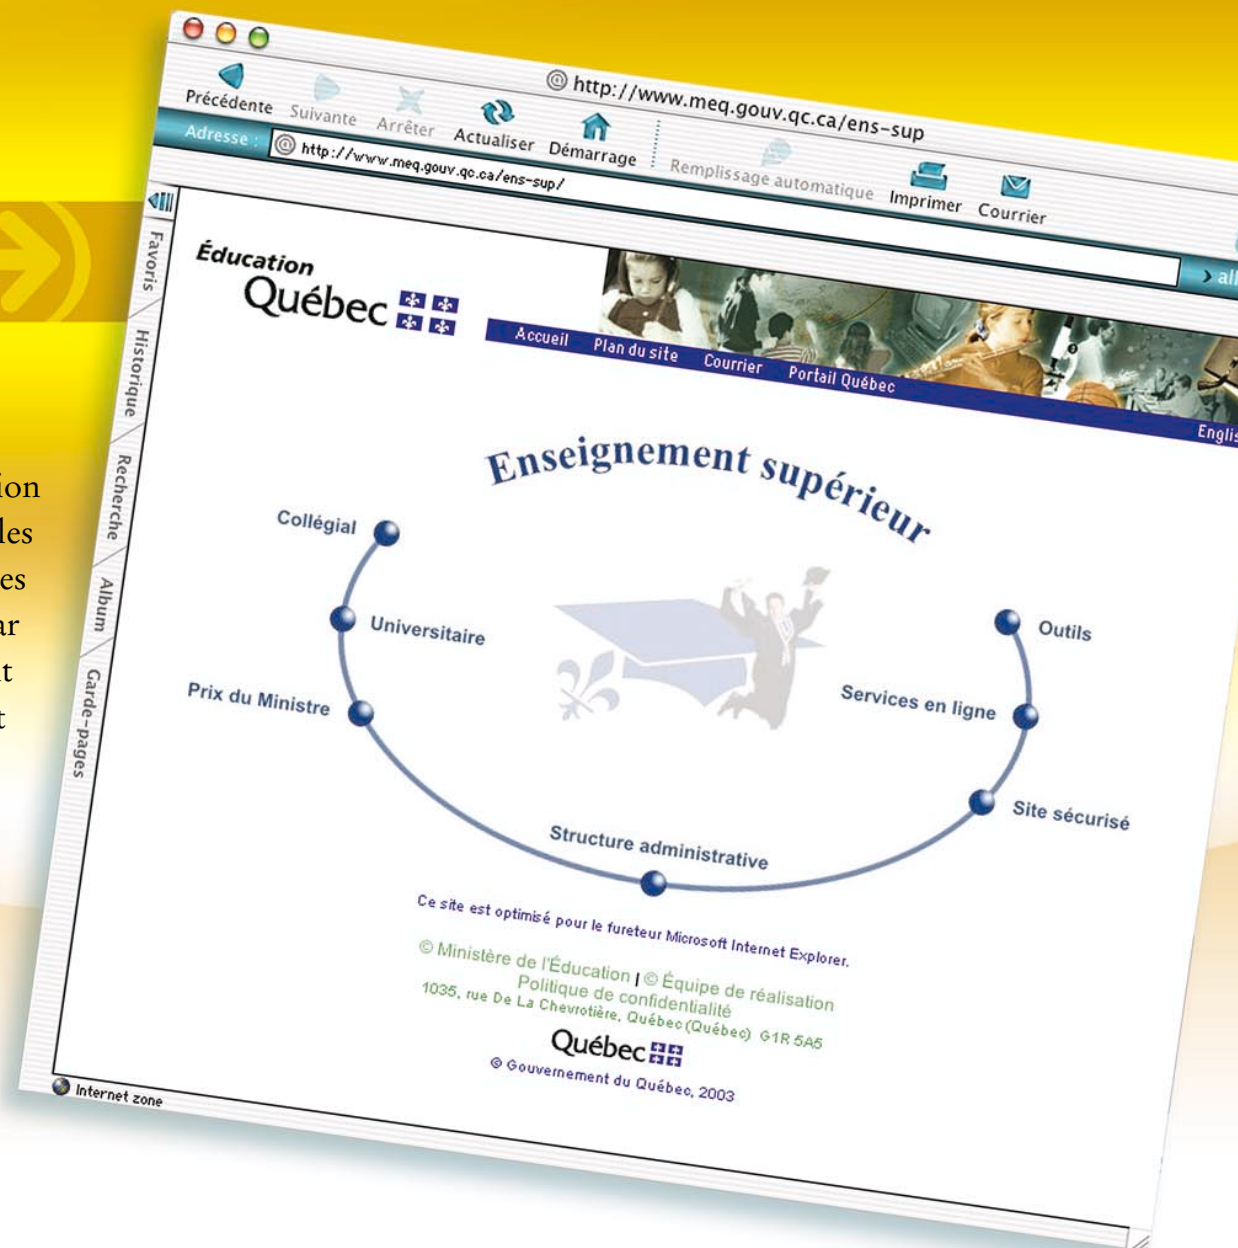 http://www.meq.gouv.qc.ca/ens-sup
Précédente Suivante Arrêter Actualiser Démarrage Remplissage automatique Imprimer Courrier
Adresse : http://www.meq.gouv.qc.ca/ens-sup/
Favoris
Historique
Recherche
Album
Garde-pages
Éducation
Québec
Accueil Plan du site Courrier Portail Québec
Enseignement supérieur
Collégial
Universitaire
Prix du Ministre
Structure administrative
Outils
Services en ligne
Site sécurisé
Ce site est optimisé pour le fureteur Microsoft Internet Explorer.
© Ministère de l'Éducation | © Équipe de réalisation
Politique de confidentialité
1035, rue De La Chevrotière, Québec (Québec) G1R 5A5
Québec
© Gouvernement du Québec, 2003
Internet zone
les